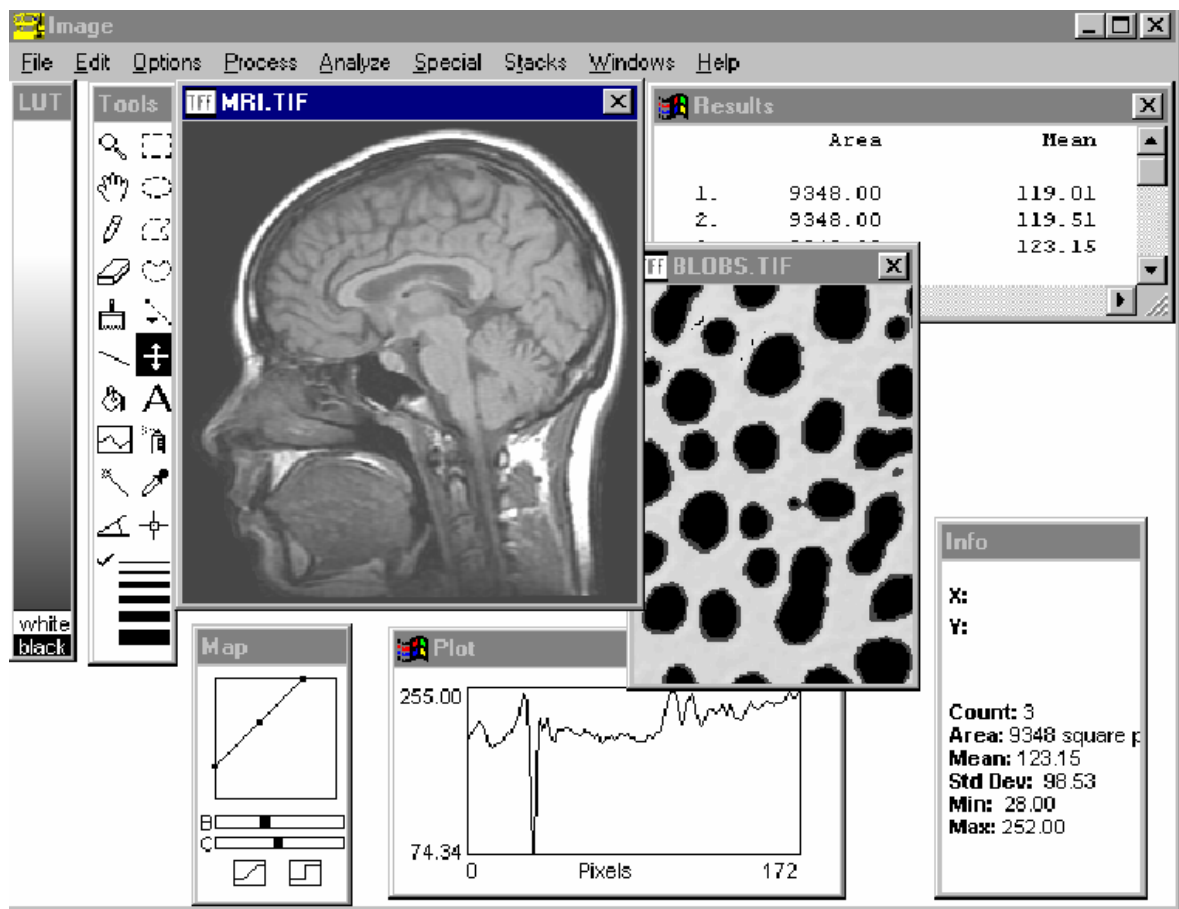 Image
File Edit Options Process Analyze Special Stacks Windows Help
LUT
white
black
Tools
A
TFF MRI.TIF
Results
Area Mean
1. 9348.00 119.01
2. 9348.00 119.51
123.15
BLOBS.TIF
Map
B
C
Plot
255.00
74.34
0 Pixels 172
Info
X:
Y:
Count: 3
Area: 9348 square p
Mean: 123.15
Std Dev: 98.53
Min: 28.00
Max: 252.00